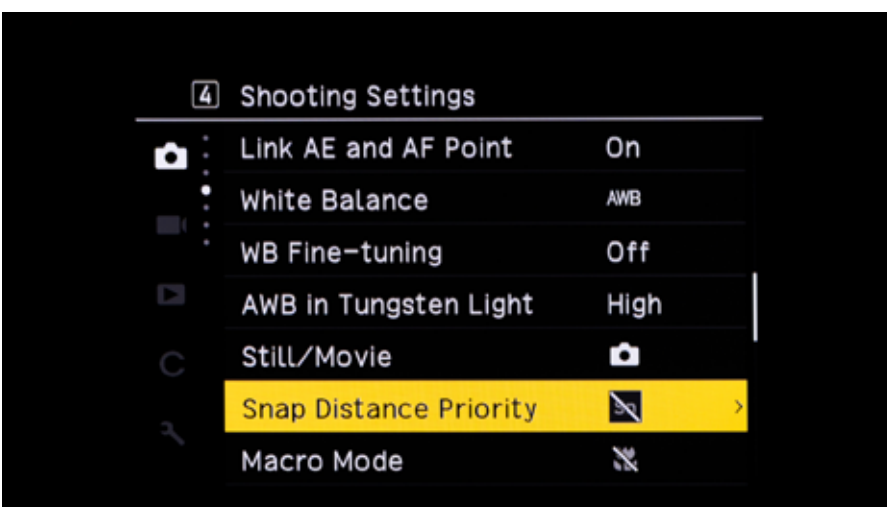 4 Shooting Settings
Link AE and AF Point On
White Balance AWB
WB Fine-tuning Off
AWB in Tungsten Light High
Still/Movie
Snap Distance Priority Sn
Macro Mode
C